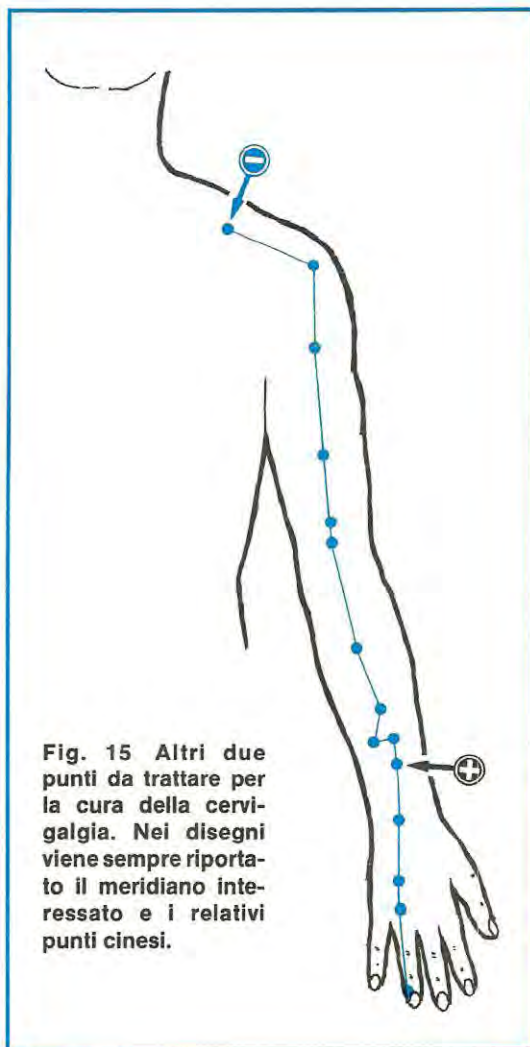 Fig. 15 Altri due
punti da trattare per
la cura della cervi-
galgia. Nei disegni
viene sempre riporta-
to il meridiano inte-
ressato e i relativi
punti cinesi.